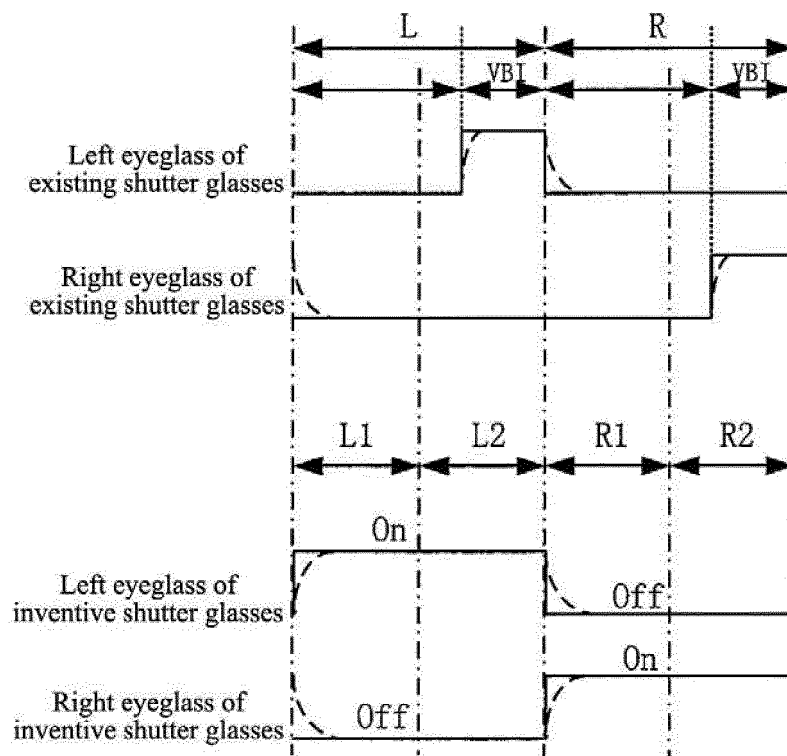 L R
VBI VBI
Left eyeglass of
existing shutter glasses
Right eyeglass of
existing shutter glasses
L1 L2 R1 R2
On
Left eyeglass of
inventive shutter glasses
Off
On
Right eyeglass of
inventive shutter glasses
Off